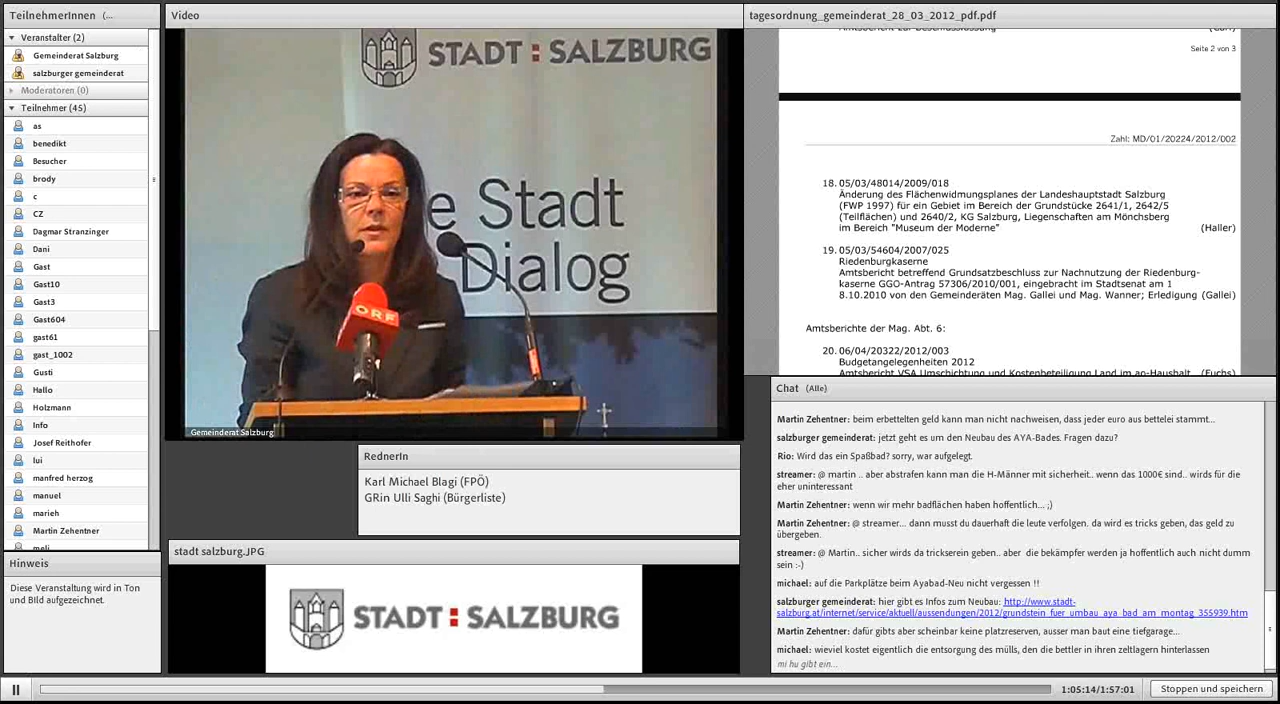 TeilnehmerInnen (...
Veranstalter (2)
Gemeinderat Salzburg
salzburger gemeinderat
Moderatoren (0)
Teilnehmer (45)
as
benedikt
Besucher
brody
c
CZ
Dagmar Stranzinger
Dani
Gast
Gast10
Gast3
Gast604
gast61
gast_1002
Gusti
Hallo
Holzmann
Info
Josef Reithofer
lui
manfred herzog
manuel
marieh
Martin Zehentner
meli
Hinweis
Diese Veranstaltung wird in Ton
und BIld aufgezeichnet.
Video
STADT : SALZBURG
e Stadt
Dialog
ORF
Gemeinderat Salzburg
RednerIn
Karl Michael Blagi (FPÖ)
GRin Ulli Saghi (Bürgerliste)
stadt salzburg.JPG
STADT : SALZBURG
tagesordnung_gemeinderat_28_03_2012_pdf.pdf
Seite 2 von 3
Zahl: MD/01/20224/2012/002
18. 05/03/48014/2009/018
Änderung des Flächenwidmungsplanes der Landeshauptstadt Salzburg
(FWP 1997) für ein Gebiet im Bereich der Grundstücke 2641/1, 2642/5
(Teilflächen) und 2640/2, KG Salzburg, Liegenschaften am Mönchsberg
im Bereich "Museum der Moderne" (Haller)
19. 05/03/54604/2007/025
Riedenburgkaserne
Amtsbericht betreffend Grundsatzbeschluss zur Nachnutzung der Riedenburg-
kaserne GGO-Antrag 57306/2010/001, eingebracht im Stadtsenat am 1
8.10.2010 von den Gemeinderäten Mag. Gallei und Mag. Wanner; Erledigung (Gallei)
Amtsberichte der Mag. Abt. 6:
20. 06/04/20322/2012/003
Budgetangelegenheiten 2012
Amtsbericht VSA Umschichtung und Kostenbeteiligung Land im ao-Haushalt (Fuchs)
Chat (Alle)
Martin Zehentner: beim erbettelten geld kann man nicht nachweisen, dass jeder euro aus bettelei stammt...
salzburger gemeinderat: jetzt geht es um den Neubau des AYA-Bades. Fragen dazu?
Rio: Wird das ein Spaßbad? sorry, war aufgelegt.
streamer: @ martin .. aber abstrafen kann man die H-Männer mit sicherheit.. wenn das 1000€ sind.. wirds für die
eher uninteressant
Martin Zehentner: wenn wir mehr badflächen haben hoffentlich... ;)
Martin Zehentner: @ streamer... dann musst du dauerhaft die leute verfolgen. da wird es tricks geben, das geld zu
übergeben.
streamer: @ Martin.. sicher wirds da trickserein geben.. aber die bekämpfer werden ja hoffentlich auch nicht dumm
sein :-)
michael: auf die Parkplätze beim Ayabad-Neu nicht vergessen !!
salzburger gemeinderat: hier gibt es Infos zum Neubau: http://www.stadt-
salzburg.at/internet/service/aktuell/aussendungen/2012/grundstein_fuer_umbau_aya_bad_am_montag_355939.htm
Martin Zehentner: dafür gibts aber scheinbar keine platzreserven, ausser man baut eine tiefgarage...
michael: wieviel kostet eigentlich die entsorgung des mülls, den die bettler in ihren zeltlagern hinterlassen
mi hu gibt ein...
1:05:14/1:57:01
Stoppen und speichern